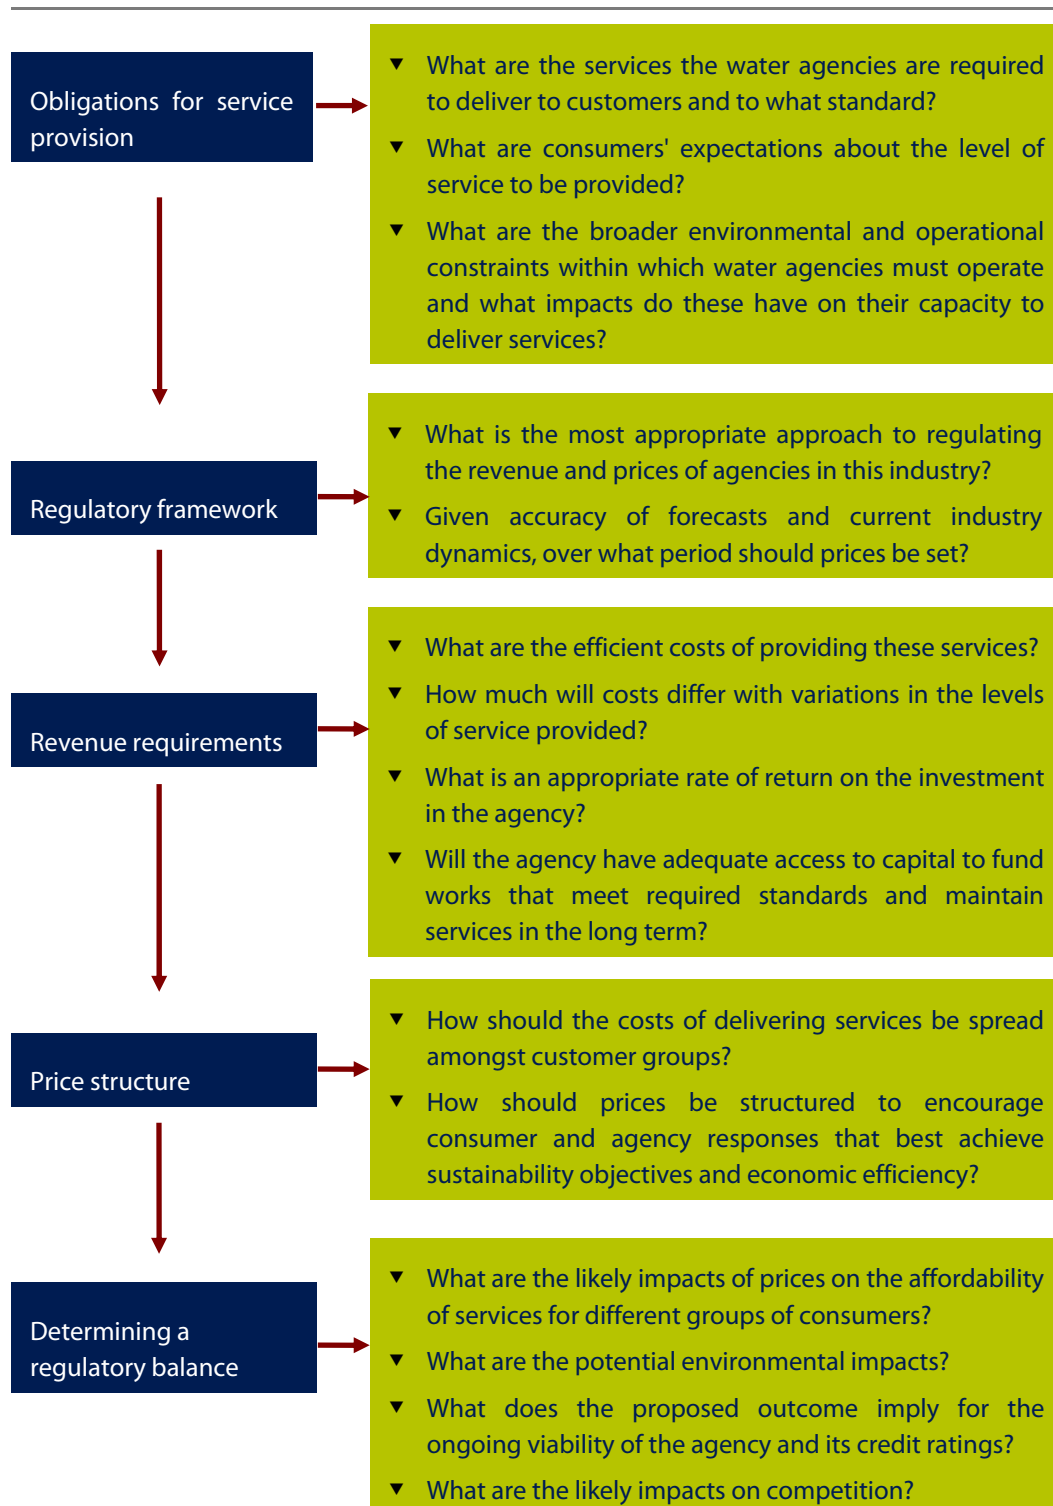 Obligations for service
provision
▼ What are the services the water agencies are required
to deliver to customers and to what standard?
▼ What are consumers' expectations about the level of
service to be provided?
▼ What are the broader environmental and operational
constraints within which water agencies must operate
and what impacts do these have on their capacity to
deliver services?
Regulatory framework
▼ What is the most appropriate approach to regulating
the revenue and prices of agencies in this industry?
▼ Given accuracy of forecasts and current industry
dynamics, over what period should prices be set?
Revenue requirements
▼ What are the efficient costs of providing these services?
▼ How much will costs differ with variations in the levels
of service provided?
▼ What is an appropriate rate of return on the investment
in the agency?
▼ Will the agency have adequate access to capital to fund
works that meet required standards and maintain
services in the long term?
Price structure
▼ How should the costs of delivering services be spread
amongst customer groups?
▼ How should prices be structured to encourage
consumer and agency responses that best achieve
sustainability objectives and economic efficiency?
Determining a
regulatory balance
▼ What are the likely impacts of prices on the affordability
of services for different groups of consumers?
▼ What are the potential environmental impacts?
▼ What does the proposed outcome imply for the
ongoing viability of the agency and its credit ratings?
▼ What are the likely impacts on competition?